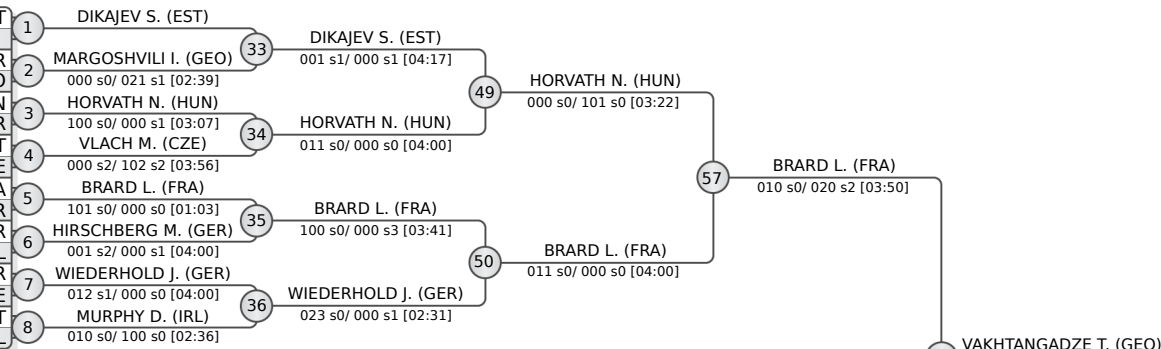 DIKAJEV S. (EST)
1
DIKAJEV S. (EST)
33
001 s1/ 000 s1 [04:17]
MARGOSHVILI I. (GEO)
2
000 s0/ 021 s1 [02:39]
HORVATH N. (HUN)
49
000 s0/ 101 s0 [03:22]
HORVATH N. (HUN)
3
100 s0/ 000 s1 [03:07]
HORVATH N. (HUN)
34
011 s0/ 000 s0 [04:00]
VLACH M. (CZE)
4
000 s2/ 102 s2 [03:56]
BRARD L. (FRA)
57
010 s0/ 020 s2 [03:50]
BRARD L. (FRA)
5
101 s0/ 000 s0 [01:03]
BRARD L. (FRA)
35
100 s0/ 000 s3 [03:41]
HIRSCHBERG M. (GER)
6
001 s2/ 000 s1 [04:00]
BRARD L. (FRA)
50
011 s0/ 000 s0 [04:00]
WIEDERHOLD J. (GER)
7
012 s1/ 000 s0 [04:00]
WIEDERHOLD J. (GER)
36
023 s0/ 000 s1 [02:31]
MURPHY D. (IRL)
8
010 s0/ 100 s0 [02:36]
VAKHTANGADZE T. (GEO)